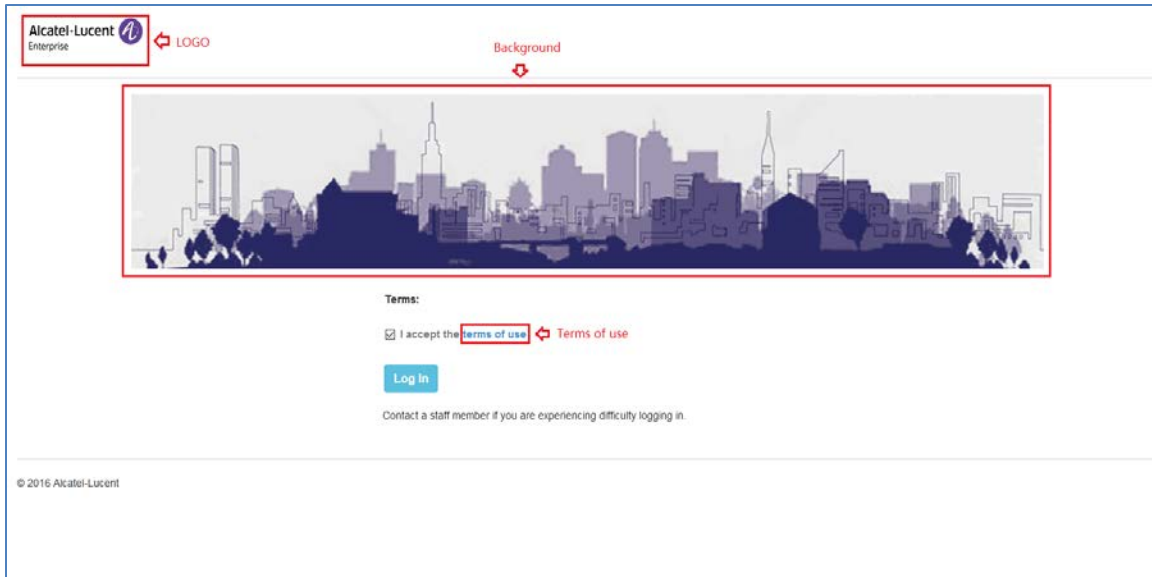 Alcatel·Lucent
Enterprise
LOGO
Background
Terms:
I accept the terms of use
Terms of use
Log In
Contact a staff member if you are experiencing difficulty logging in.
© 2016 Alcatel-Lucent